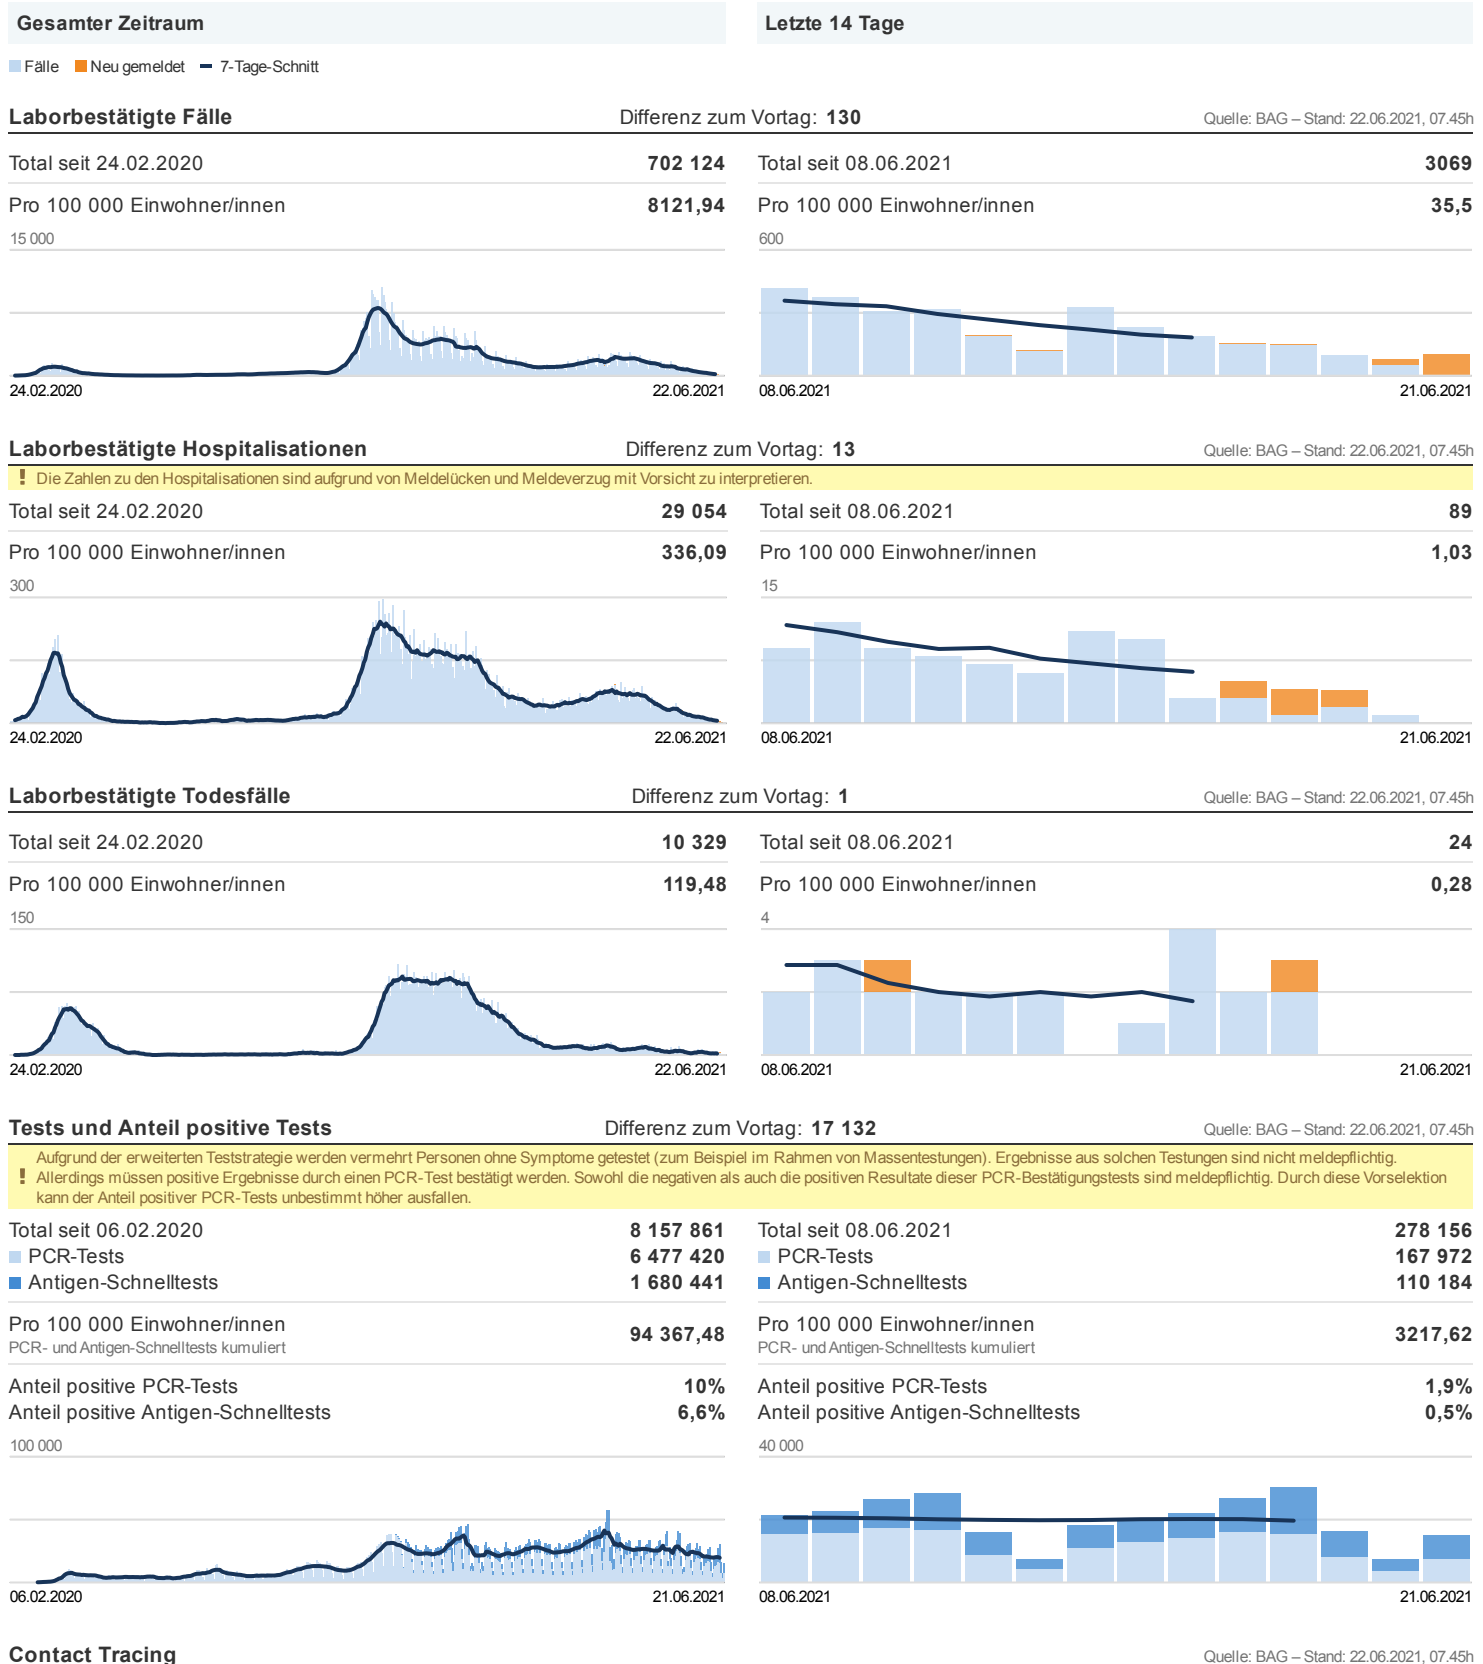 Gesamter Zeitraum
Letzte 14 Tage
Fälle Neu gemeldet 7-Tage-Schnitt
Laborbestätigte Fälle Differenz zum Vortag: 130 Quelle: BAG – Stand: 22.06.2021, 07.45h
Total seit 24.02.2020 702 124
Pro 100 000 Einwohner/innen 8121,94
15 000
24.02.2020 22.06.2021
Total seit 08.06.2021 3069
Pro 100 000 Einwohner/innen 35,5
600
08.06.2021 21.06.2021
Laborbestätigte Hospitalisationen Differenz zum Vortag: 13 Quelle: BAG – Stand: 22.06.2021, 07.45h
! Die Zahlen zu den Hospitalisationen sind aufgrund von Meldelücken und Meldeverzug mit Vorsicht zu interpretieren.
Total seit 24.02.2020 29 054
Pro 100 000 Einwohner/innen 336,09
300
24.02.2020 22.06.2021
Total seit 08.06.2021 89
Pro 100 000 Einwohner/innen 1,03
15
08.06.2021 21.06.2021
Laborbestätigte Todesfälle Differenz zum Vortag: 1 Quelle: BAG – Stand: 22.06.2021, 07.45h
Total seit 24.02.2020 10 329
Pro 100 000 Einwohner/innen 119,48
150
24.02.2020 22.06.2021
Total seit 08.06.2021 24
Pro 100 000 Einwohner/innen 0,28
4
08.06.2021 21.06.2021
Tests und Anteil positive Tests Differenz zum Vortag: 17 132 Quelle: BAG – Stand: 22.06.2021, 07.45h
Aufgrund der erweiterten Teststrategie werden vermehrt Personen ohne Symptome getestet (zum Beispiel im Rahmen von Massentestungen). Ergebnisse aus solchen Testungen sind nicht meldepflichtig.
! Allerdings müssen positive Ergebnisse durch einen PCR-Test bestätigt werden. Sowohl die negativen als auch die positiven Resultate dieser PCR-Bestätigungstests sind meldepflichtig. Durch diese Vorselektion
kann der Anteil positiver PCR-Tests unbestimmt höher ausfallen.
Total seit 06.02.2020 8 157 861
PCR-Tests 6 477 420
Antigen-Schnelltests 1 680 441
Pro 100 000 Einwohner/innen 94 367,48
PCR- und Antigen-Schnelltests kumuliert
Anteil positive PCR-Tests 10%
Anteil positive Antigen-Schnelltests 6,6%
100 000
06.02.2020 21.06.2021
Total seit 08.06.2021 278 156
PCR-Tests 167 972
Antigen-Schnelltests 110 184
Pro 100 000 Einwohner/innen 3217,62
PCR- und Antigen-Schnelltests kumuliert
Anteil positive PCR-Tests 1,9%
Anteil positive Antigen-Schnelltests 0,5%
40 000
08.06.2021 21.06.2021
Contact Tracing Quelle: BAG – Stand: 22.06.2021, 07.45h